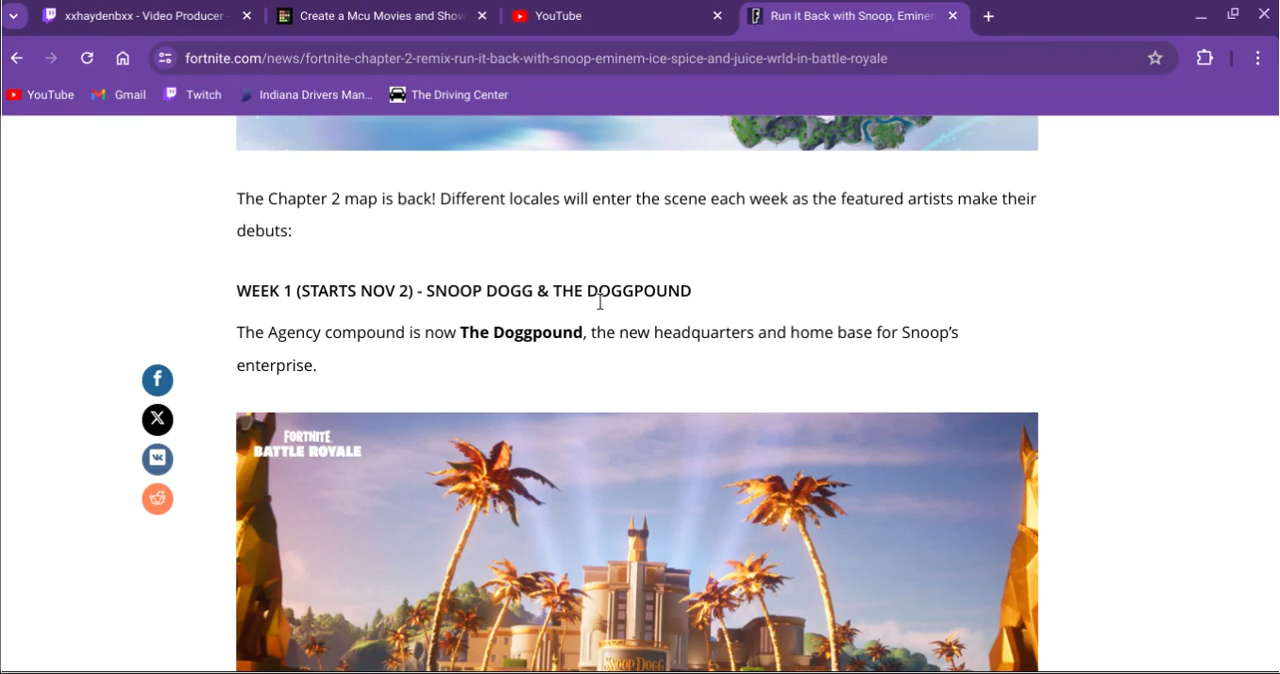 xxhaydenbxx - Video Producer -
Create a Mcu Movies and Show
YouTube
Run it Back with Snoop, Eminem
fortnite.com/news/fortnite-chapter-2-remix-run-it-back-with-snoop-eminem-ice-spice-and-juice-wrld-in-battle-royale
YouTube Gmail Twitch Indiana Drivers Man... The Driving Center
The Chapter 2 map is back! Different locales will enter the scene each week as the featured artists make their
debuts:
WEEK 1 (STARTS NOV 2) - SNOOP DOGG & THE DOGGPOUND
The Agency compound is now The Doggpound, the new headquarters and home base for Snoop's
enterprise.
FORTNITE
BATTLE ROYALE
SNOOP DOGG